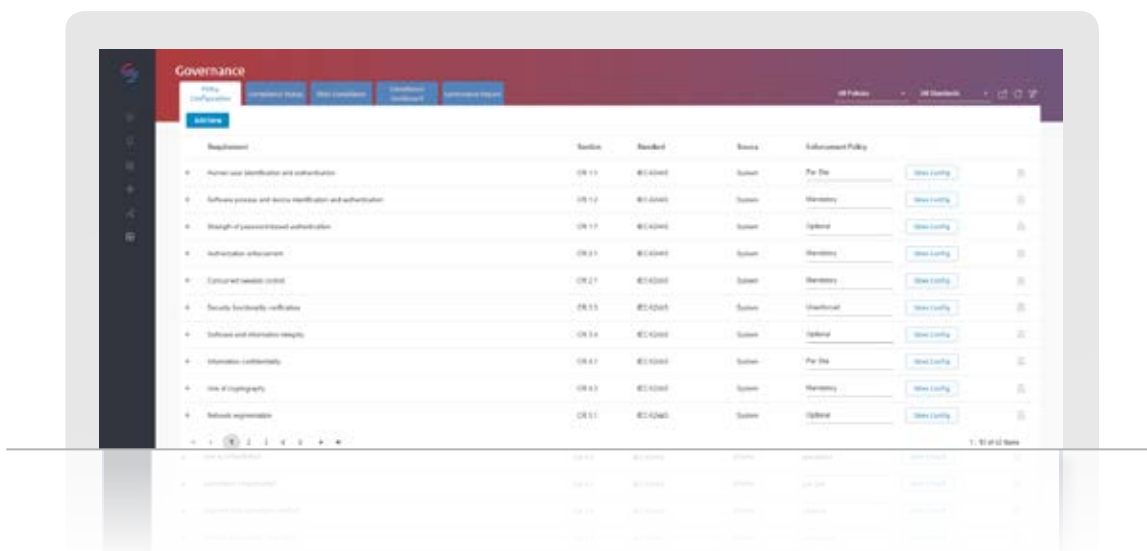 Governance
Policy
Configuration Compliance Status Compliance
Dashboard Governance Report
All Policies All Standards
Add New
Requirement Section Standard Source Enforcement Policy
Human user identification and authentication CR 1.1 IEC 62443 System Per Site View Config
Software process and device identification and authentication CR 1.2 IEC 62443 System Mandatory View Config
Strength of password-based authentication CR 1.7 IEC 62443 System Optional View Config
Authorization enforcement CR 2.1 IEC 62443 System Mandatory View Config
Concurrent session control CR 2.7 IEC 62443 System Mandatory View Config
Security functionality verification CR 3.3 IEC 62443 System Unenforced View Config
Software and information integrity CR 3.4 IEC 62443 System Optional View Config
Information confidentiality CR 4.1 IEC 62443 System Per Site View Config
Use of cryptography CR 4.3 IEC 62443 System Mandatory View Config
Network segmentation CR 5.1 IEC 62443 System Optional View Config
1 2 3 4 5
1 - 10 of 62 items